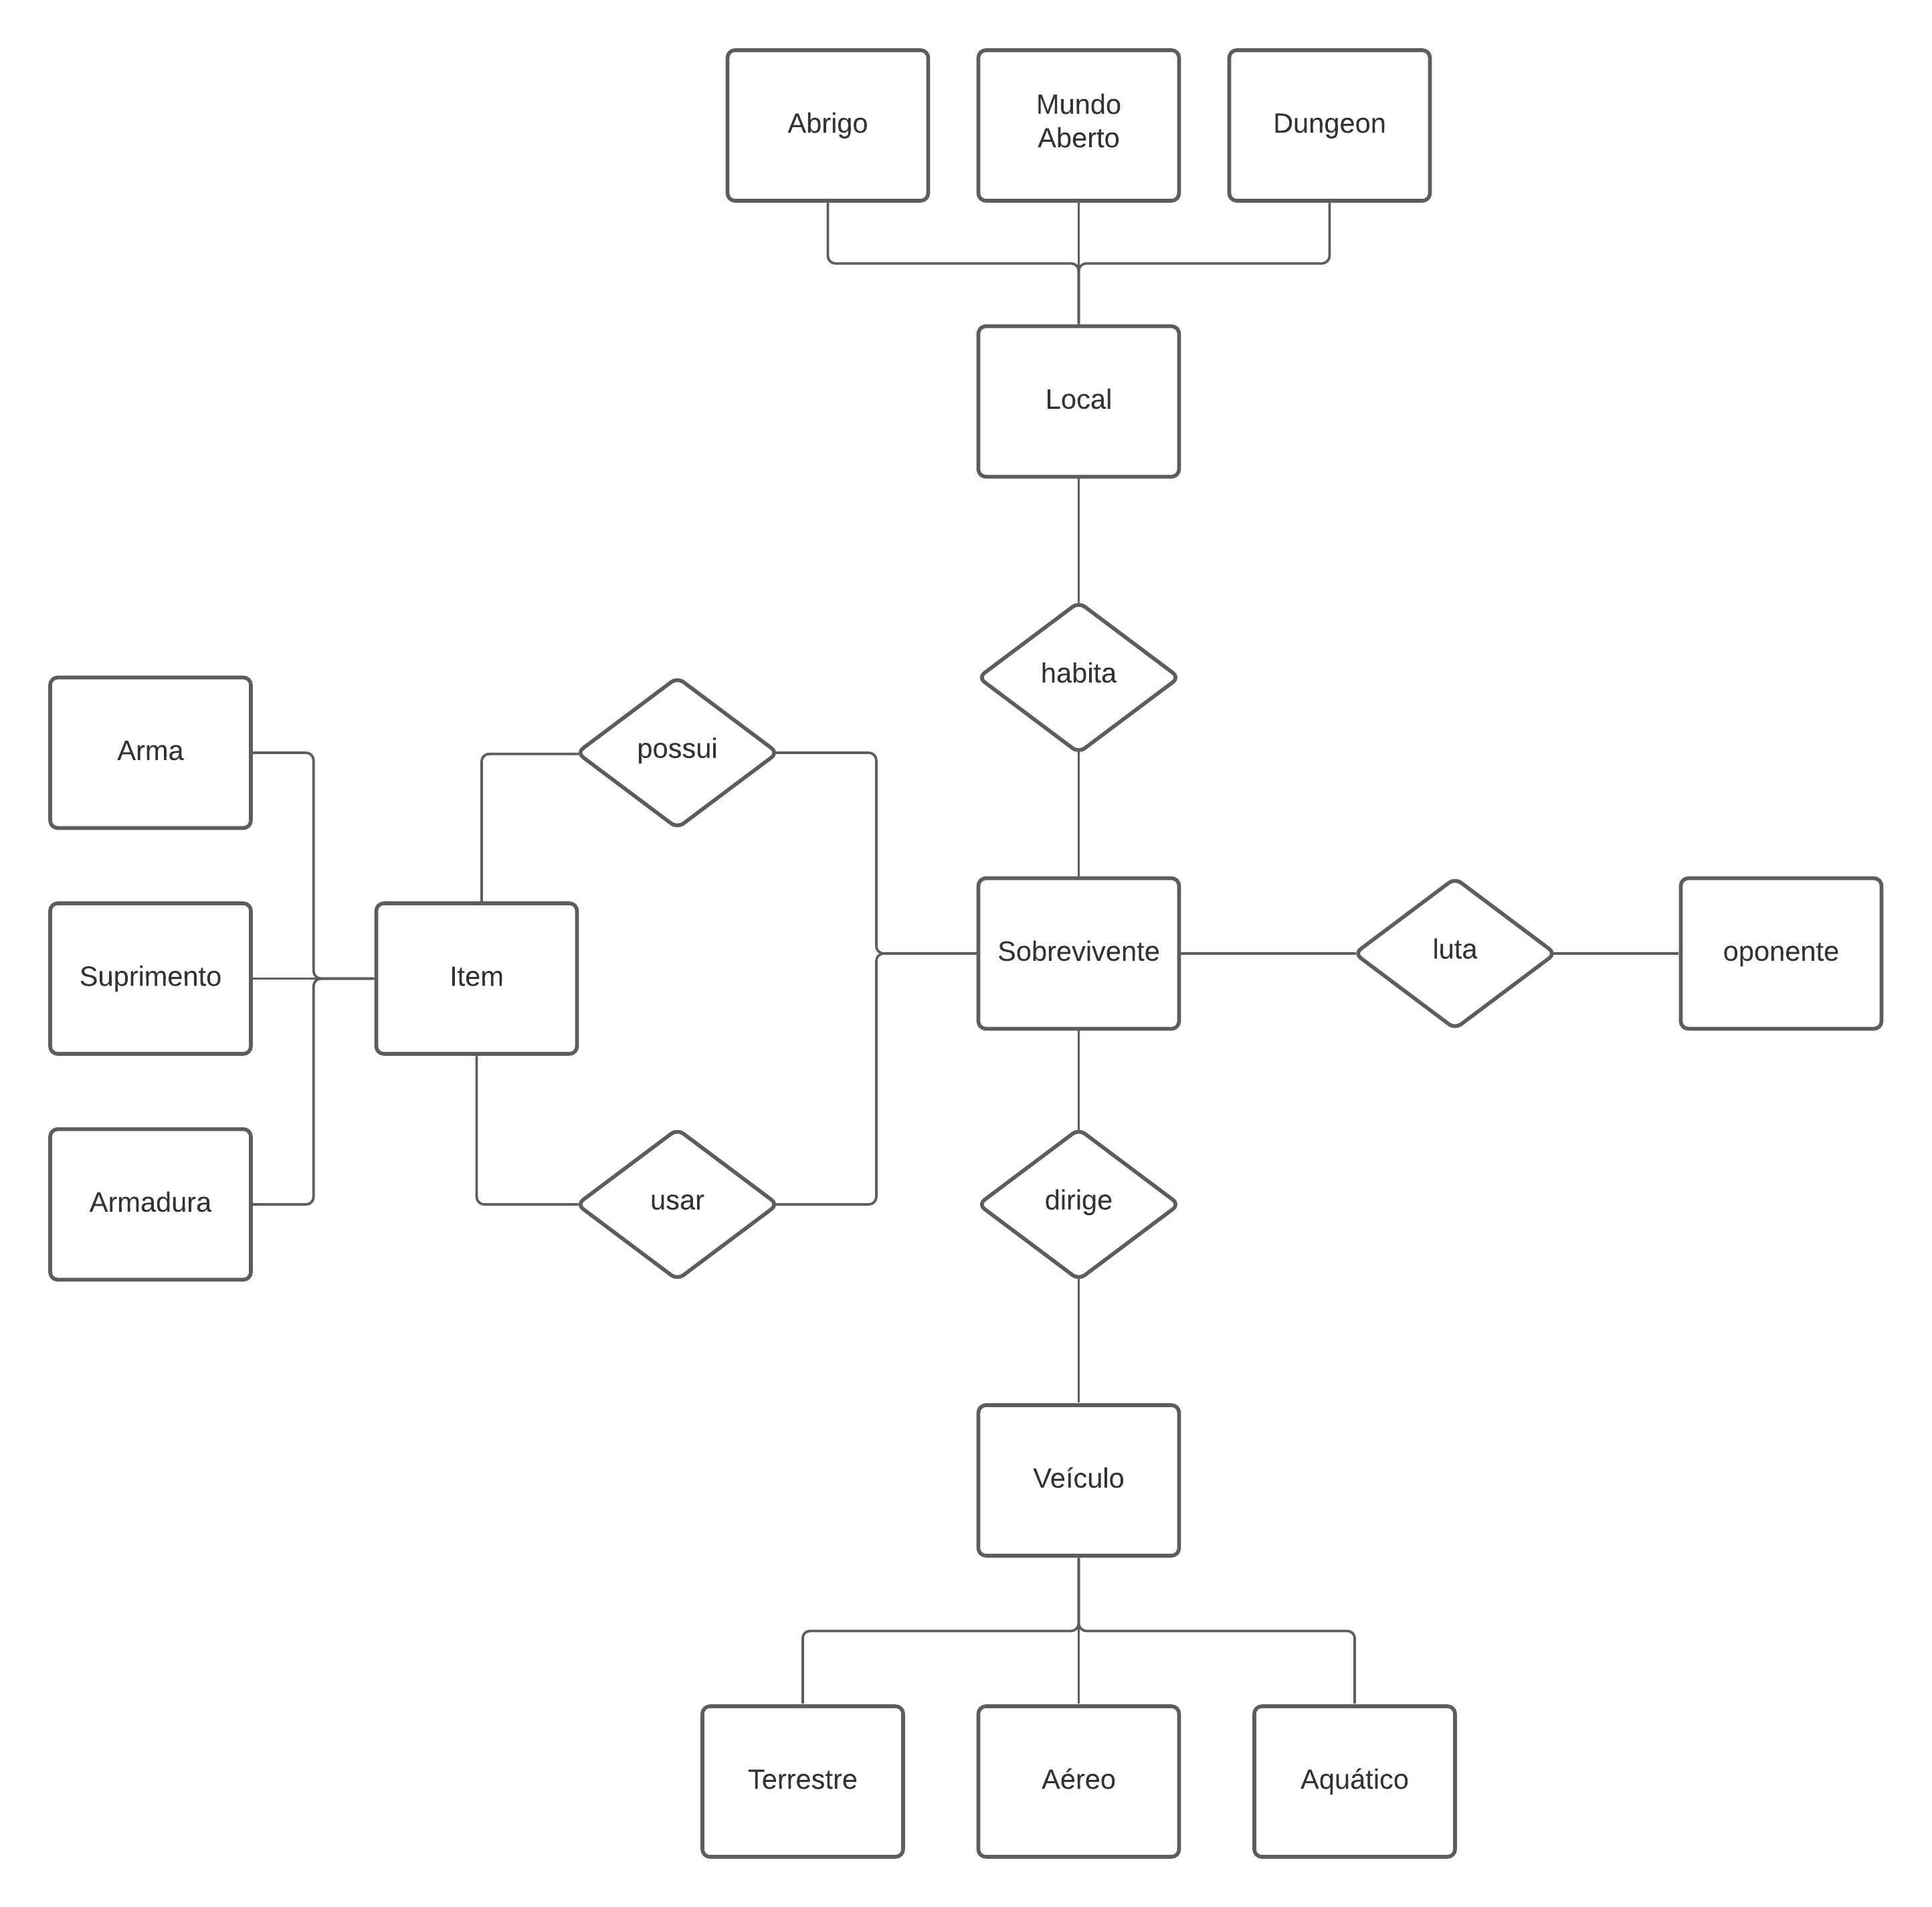 Abrigo
Mundo
Aberto
Dungeon
Local
habita
Arma
possui
Suprimento
Item
Sobrevivente
luta
oponente
Armadura
usar
dirige
Veículo
Terrestre
Aéreo
Aquático